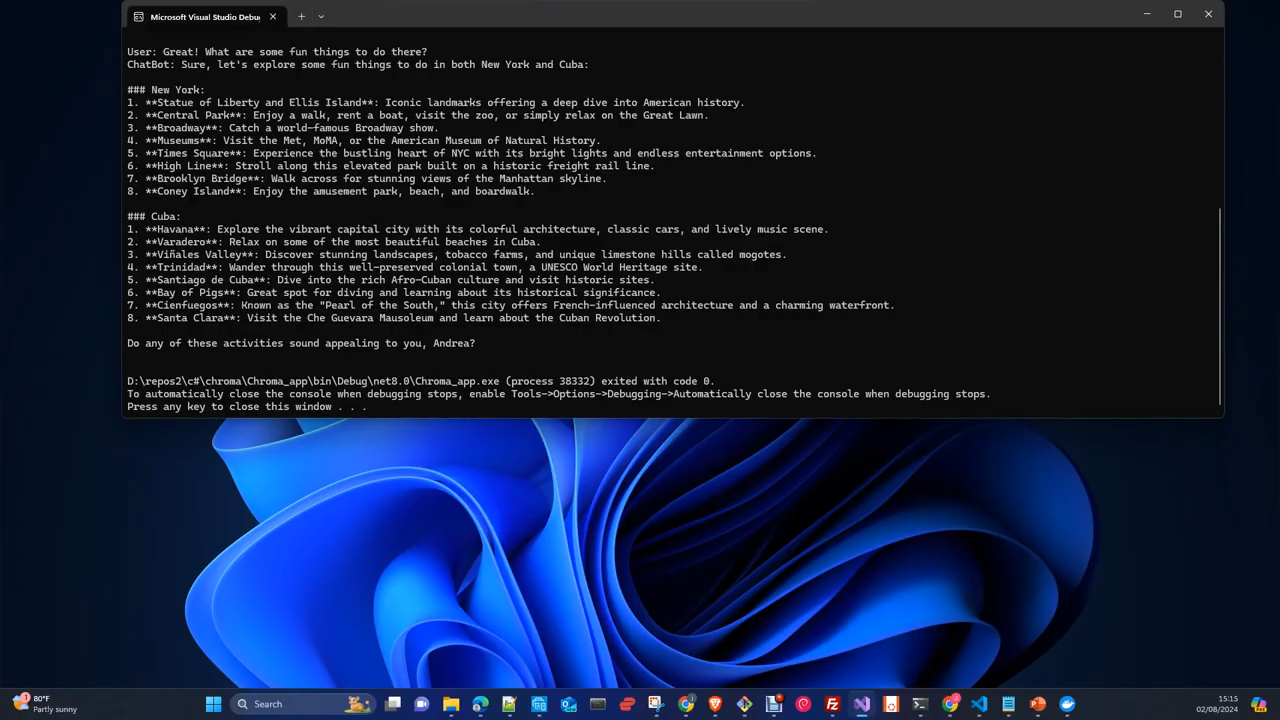 Microsoft Visual Studio Debug
User: Great! What are some fun things to do there?
ChatBot: Sure, let's explore some fun things to do in both New York and Cuba:
### New York:
1. **Statue of Liberty and Ellis Island**: Iconic landmarks offering a deep dive into American history.
2. **Central Park**: Enjoy a walk, rent a boat, visit the zoo, or simply relax on the Great Lawn.
3. **Broadway**: Catch a world-famous Broadway show.
4. **Museums**: Visit the Met, MoMA, or the American Museum of Natural History.
5. **Times Square**: Experience the bustling heart of NYC with its bright lights and endless entertainment options.
6. **High Line**: Stroll along this elevated park built on a historic freight rail line.
7. **Brooklyn Bridge**: Walk across for stunning views of the Manhattan skyline.
8. **Coney Island**: Enjoy the amusement park, beach, and boardwalk.
### Cuba:
1. **Havana**: Explore the vibrant capital city with its colorful architecture, classic cars, and lively music scene.
2. **Varadero**: Relax on some of the most beautiful beaches in Cuba.
3. **Viñales Valley**: Discover stunning landscapes, tobacco farms, and unique limestone hills called mogotes.
4. **Trinidad**: Wander through this well-preserved colonial town, a UNESCO World Heritage site.
5. **Santiago de Cuba**: Dive into the rich Afro-Cuban culture and visit historic sites.
6. **Bay of Pigs**: Great spot for diving and learning about its historical significance.
7. **Cienfuegos**: Known as the "Pearl of the South," this city offers French-influenced architecture and a charming waterfront.
8. **Santa Clara**: Visit the Che Guevara Mausoleum and learn about the Cuban Revolution.
Do any of these activities sound appealing to you, Andrea?
D:\repos2\c#\chroma\Chroma_app\bin\Debug\net8.0\Chroma_app.exe (process 38332) exited with code 0.
To automatically close the console when debugging stops, enable Tools->Options->Debugging->Automatically close the console when debugging stops.
Press any key to close this window . . .
80°F
Partly sunny
Search
15:15
02/08/2024